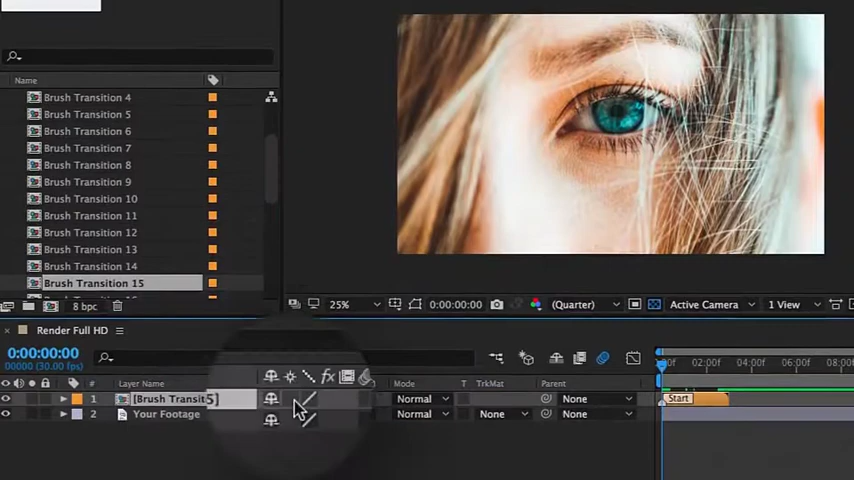 Name
Brush Transition 4
Brush Transition 5
Brush Transition 6
Brush Transition 7
Brush Transition 8
Brush Transition 9
Brush Transition 10
Brush Transition 11
Brush Transition 12
Brush Transition 13
Brush Transition 14
Brush Transition 15
8 bpc
25% 0:00:00:00 (Quarter) Active Camera 1 View
× Render Full HD
0:00:00:00
00000 (30.00 fps)
# Layer Name fx Mode T TrkMat Parent
00f 02:00f 04:00f 06:00f 08:0
1 [Brush Transit5] Normal None Start
2 Your Footage Normal None None